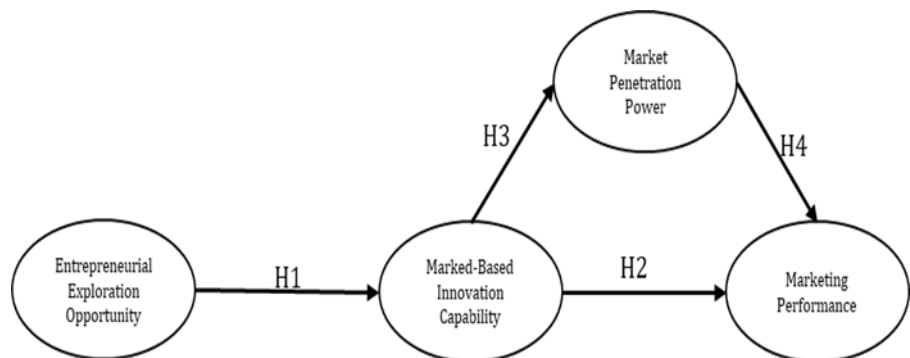 Market
Penetration
Power
H3
H4
Entrepreneurial
Exploration
Opportunity
H1
Marked-Based
Innovation
Capability
H2
Marketing
Performance